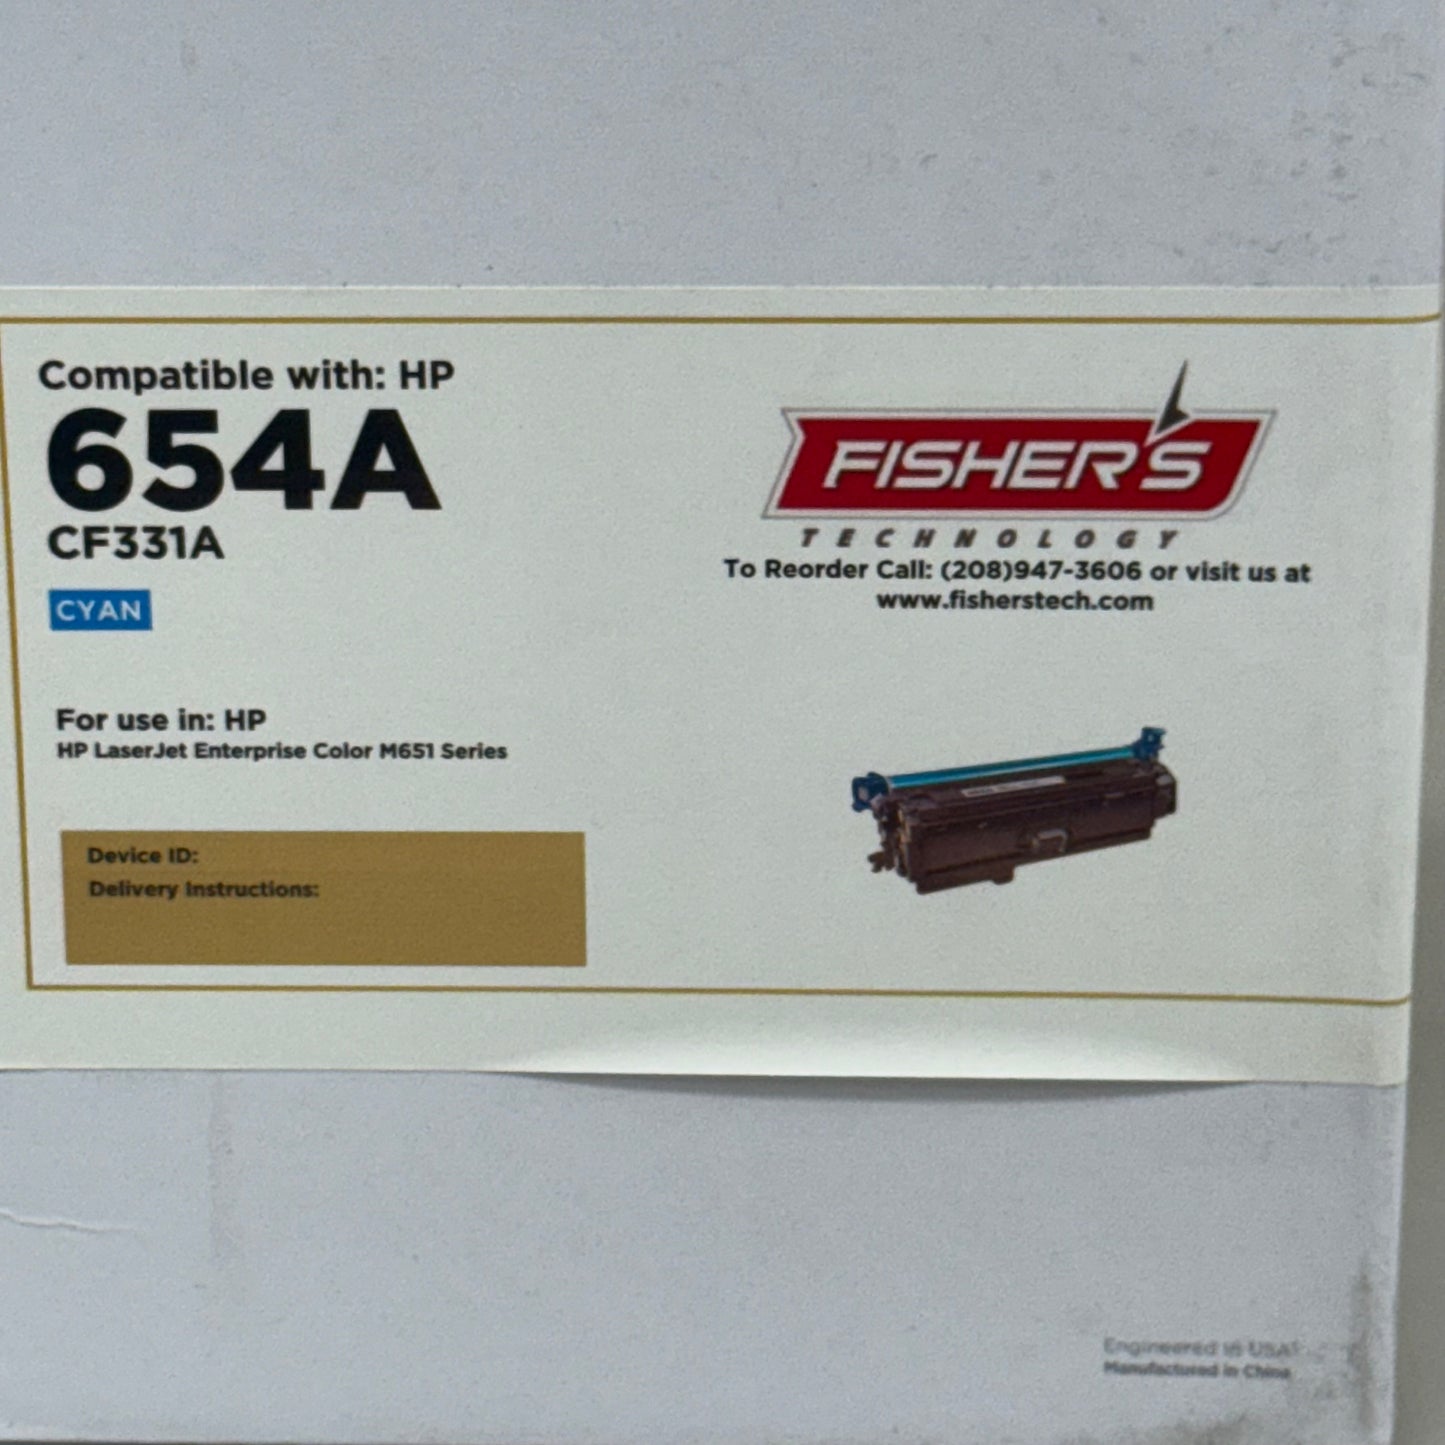 Compatible with: HP
654A
CF331A
CYAN
For use in: HP
HP LaserJet Enterprise Color M651 Series
Device ID:
Delivery Instructions:
FISHER'S
TECHNOLOGY
To Reorder Call: (208)947-3606 or visit us at
www.fisherstech.com
Engineered in USA
Manufactured in China